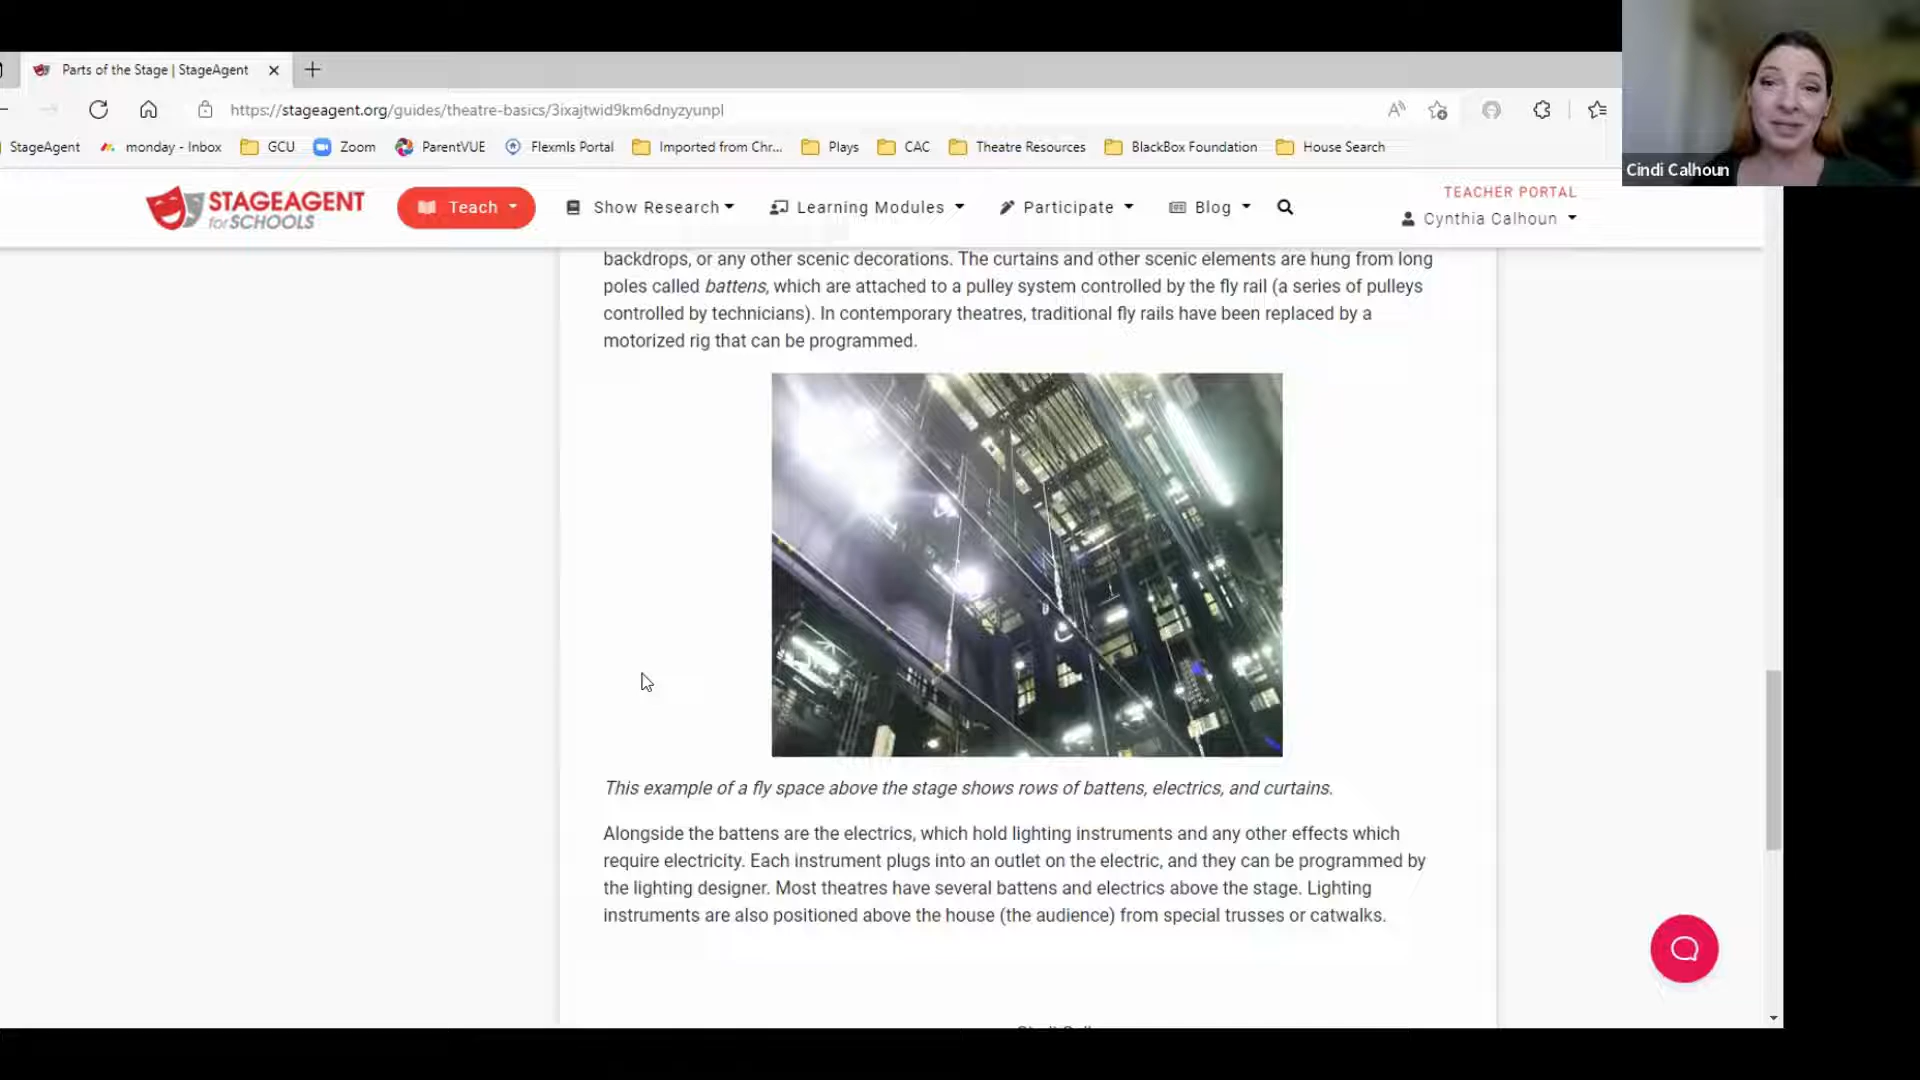 Parts of the Stage | StageAgent
https://stageagent.org/guides/theatre-basics/3ixajtwid9km6dnyzyunpl
StageAgent monday - Inbox GCU Zoom ParentVUE Flexmls Portal Imported from Chr... Plays CAC Theatre Resources BlackBox Foundation House Search
Cindi Calhoun
STAGEAGENT
for SCHOOLS
Teach Show Research Learning Modules Participate Blog
TEACHER PORTAL
Cynthia Calhoun
backdrops, or any other scenic decorations. The curtains and other scenic elements are hung from long
poles called battens, which are attached to a pulley system controlled by the fly rail (a series of pulleys
controlled by technicians). In contemporary theatres, traditional fly rails have been replaced by a
motorized rig that can be programmed.
This example of a fly space above the stage shows rows of battens, electrics, and curtains.
Alongside the battens are the electrics, which hold lighting instruments and any other effects which
require electricity. Each instrument plugs into an outlet on the electric, and they can be programmed by
the lighting designer. Most theatres have several battens and electrics above the stage. Lighting
instruments are also positioned above the house (the audience) from special trusses or catwalks.